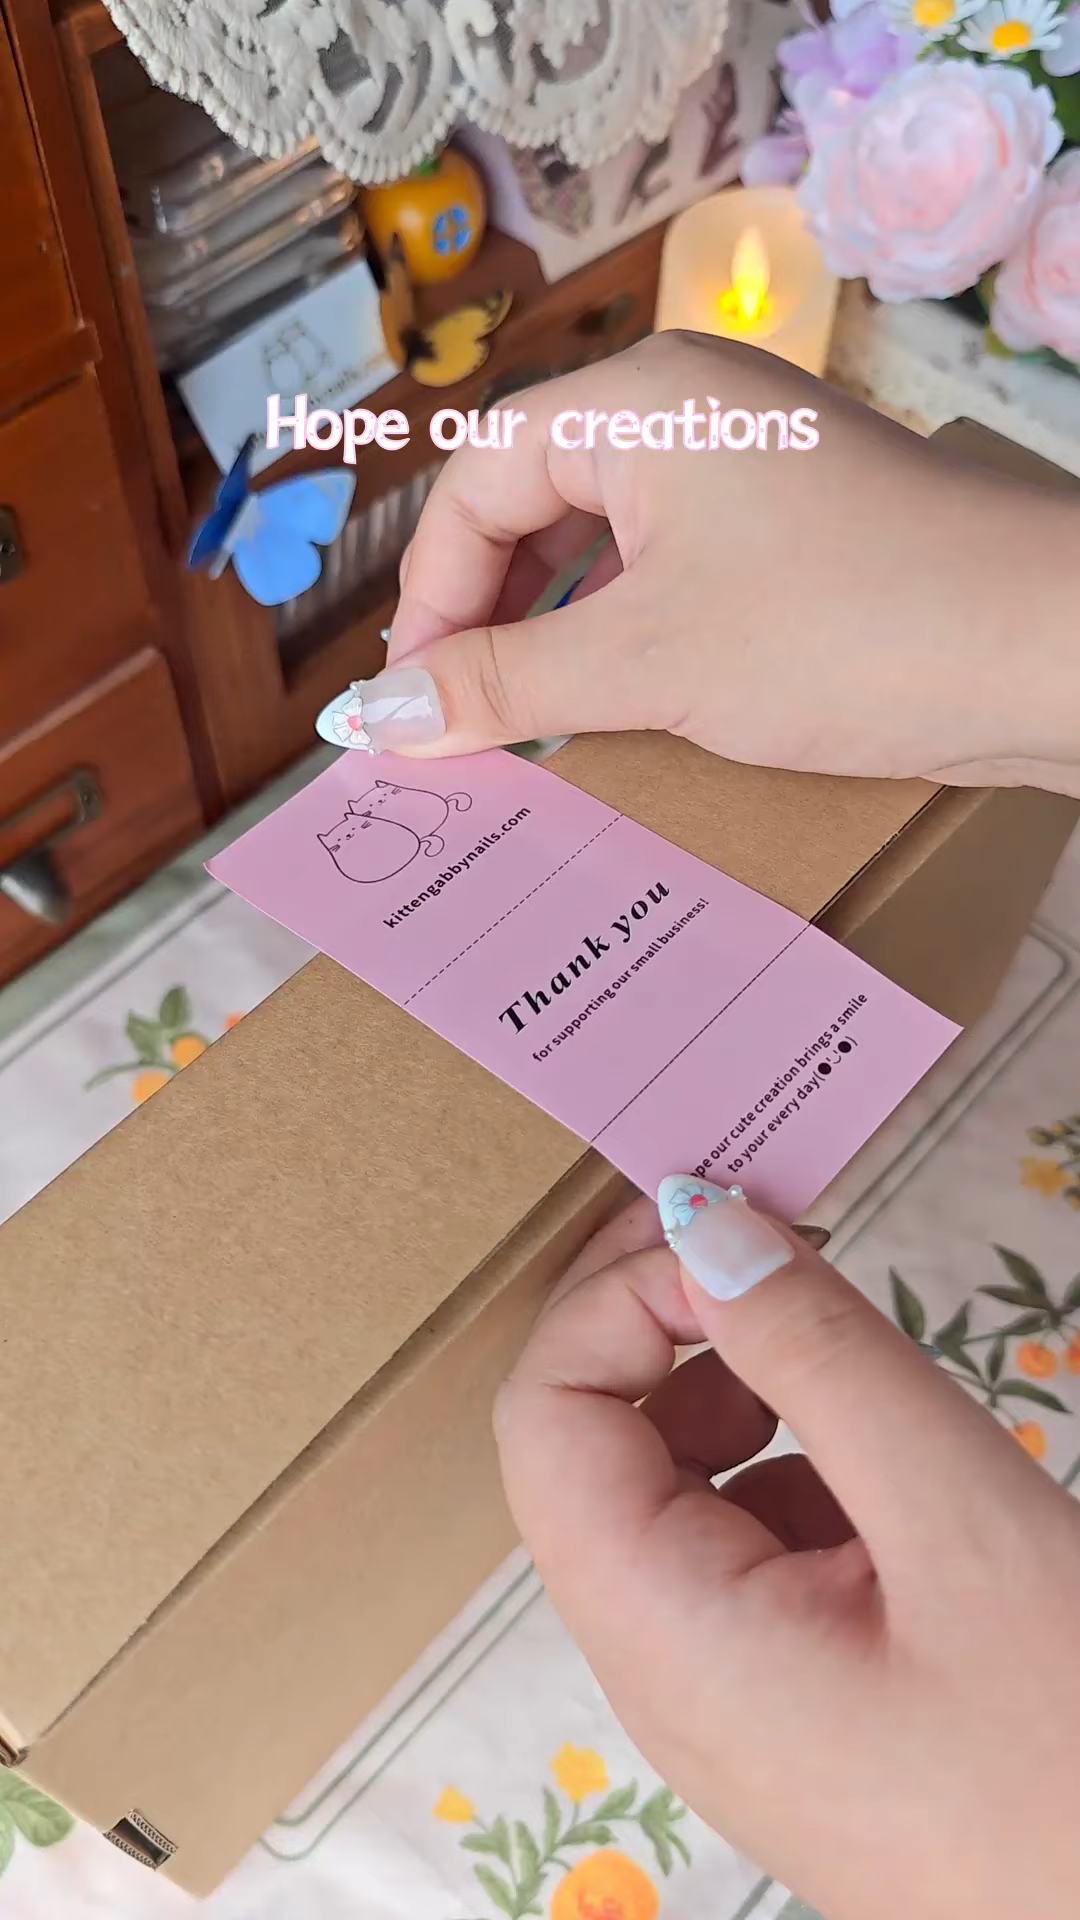 Hope our creations
kittengabbynails.com
Thank you
for supporting our small business!
ope our cute creation brings a smile
to your every day(●'◡'●)